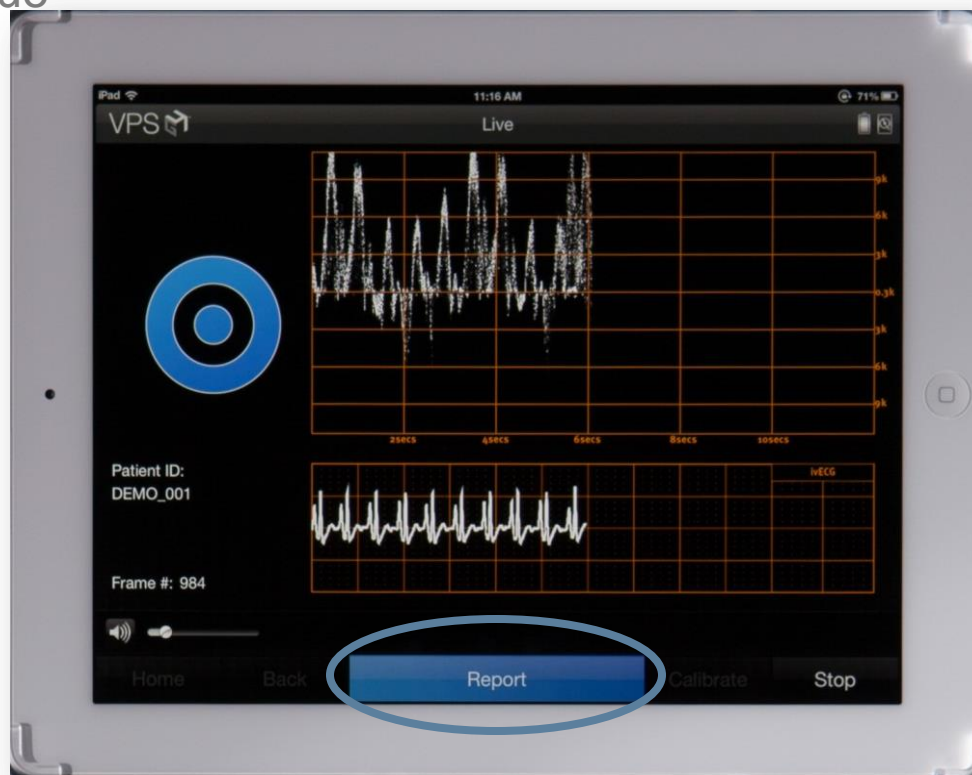 iPad 11:16 AM 71%
VPS Live
9k
6k
3k
0.3k
3k
6k
9k
2secs 4secs 6secs 8secs 10secs
Patient ID:
DEMO_001
ivECG
Frame #: 984
Home Back Report Calibrate Stop